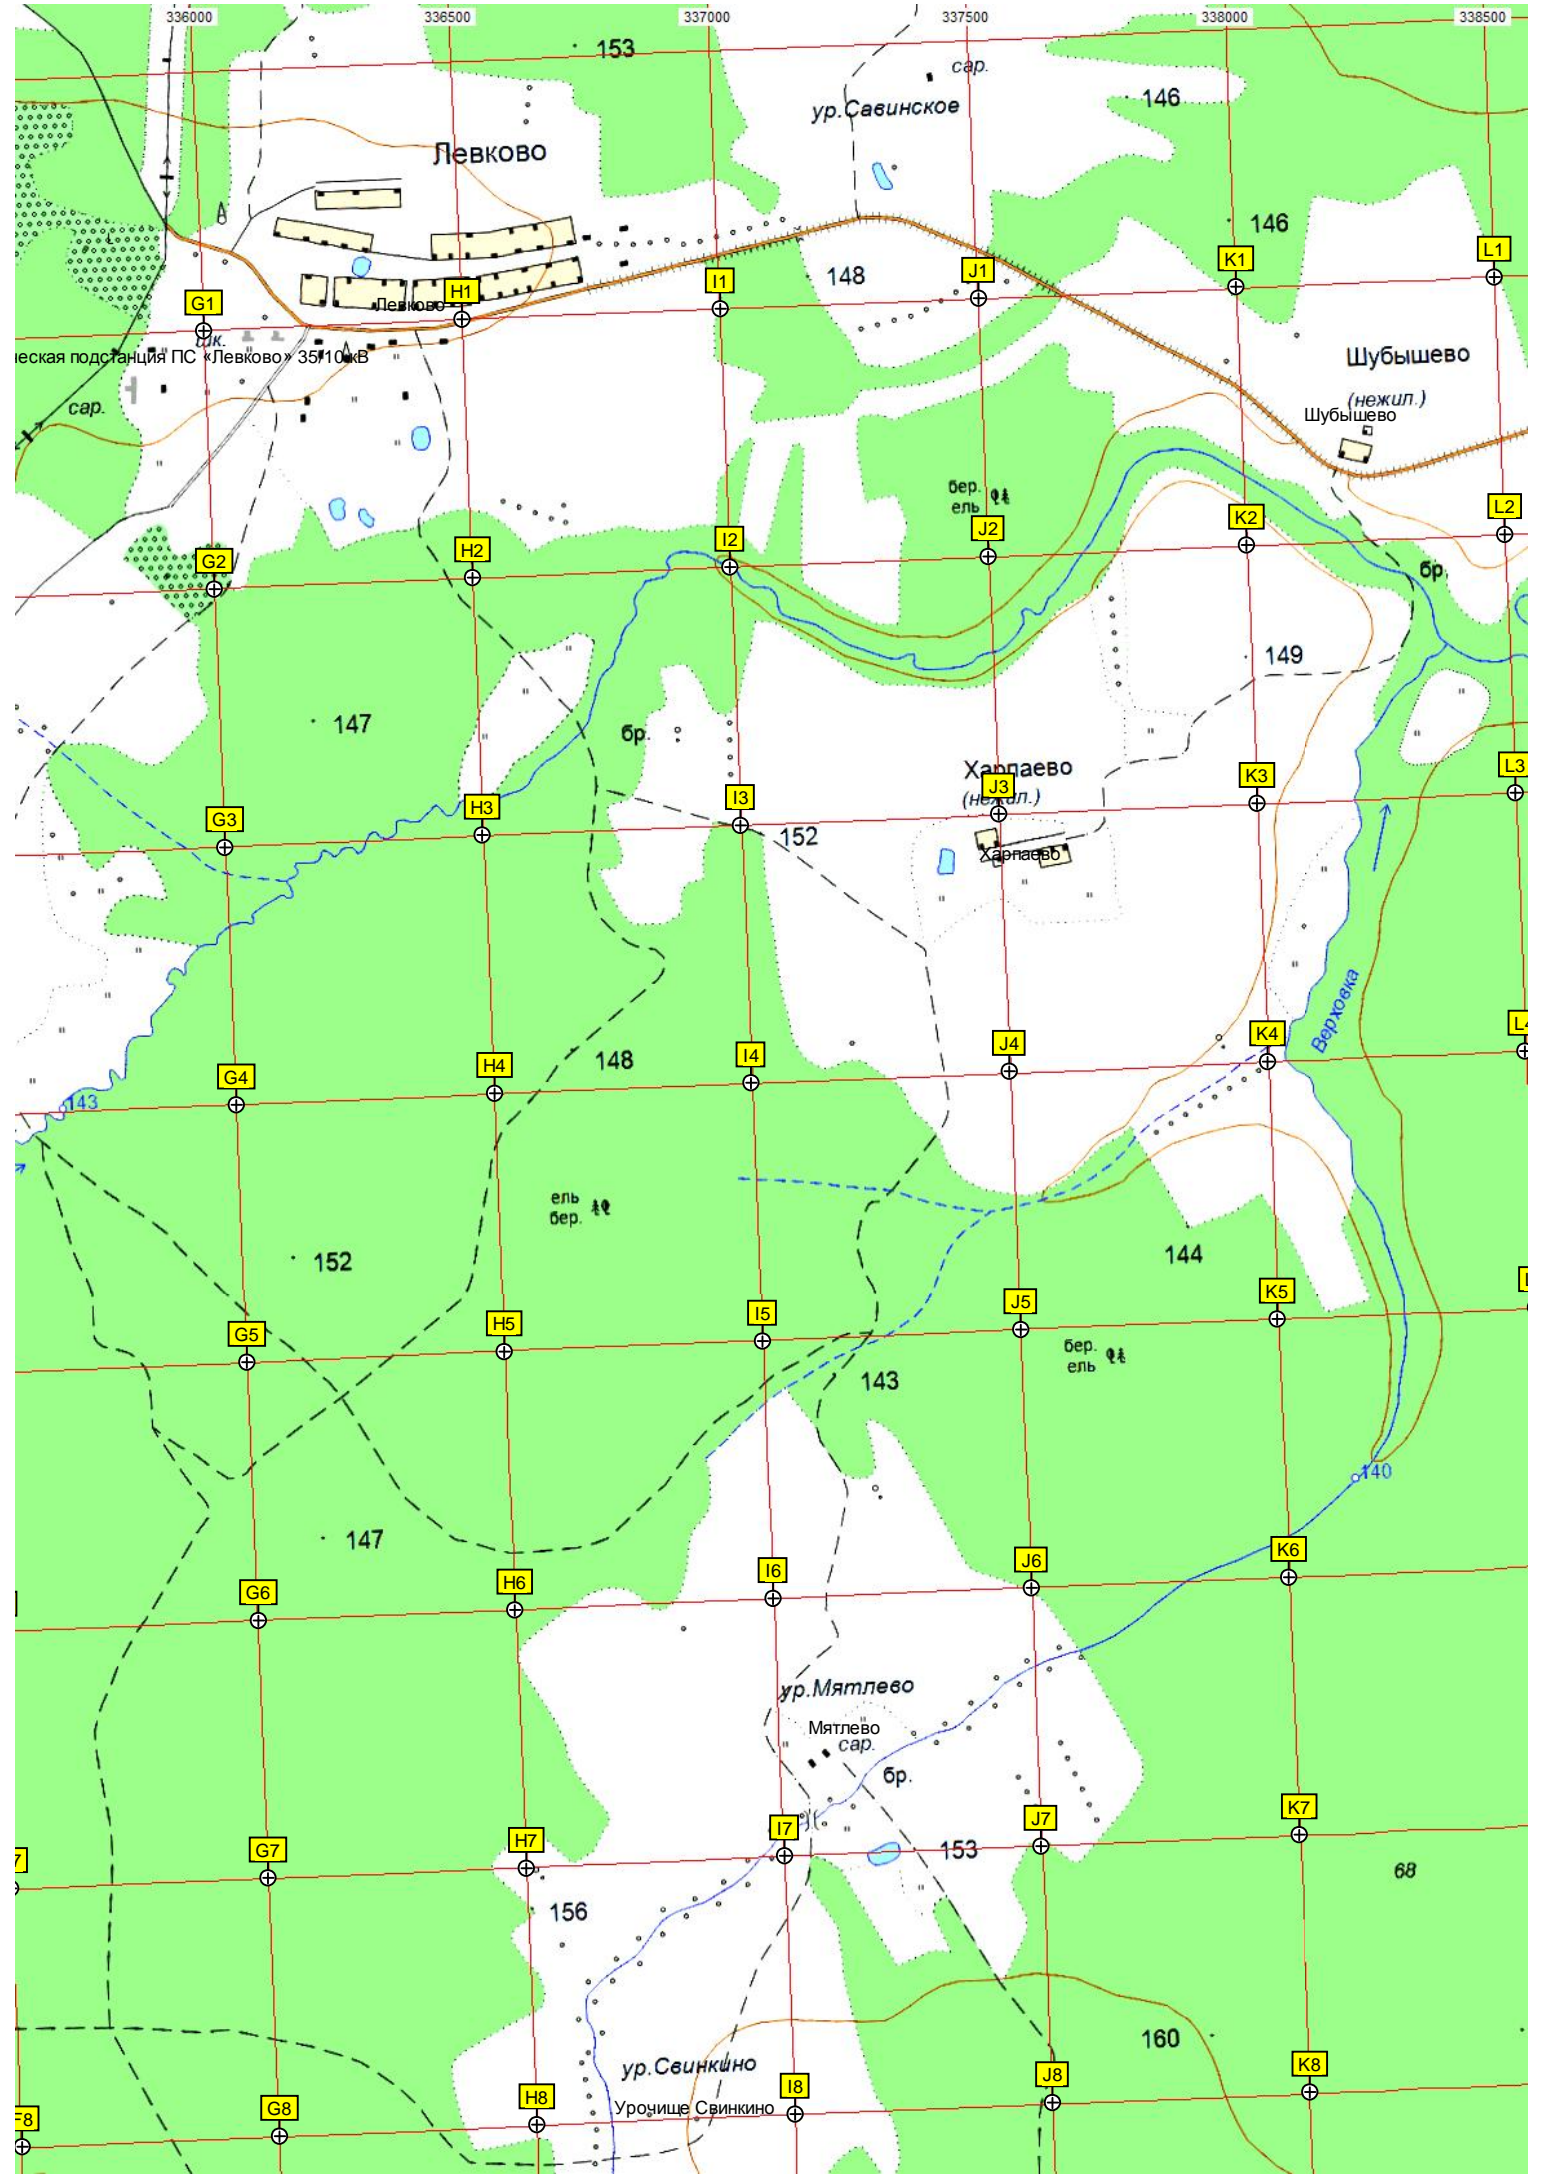 336000 336500 337000 337500 338000 338500
153
сар.
ур.Савинское
146
Левково
146
L1
K1
J1
148
I1
H1
G1
Левково
шк.
ческая подстанция ПС «Левково» 35/10 кВ
Шубышево
(нежил.)
сар.
Шубышево
бер.
ель
L2
K2
J2
I2
H2
G2
бр.
149
147
бр.
Харпаево
(нежил.)
L3
K3
J3
I3
H3
G3
152
Харпаево
Верховка
K4
J4
I4
H4
G4
148
143
ель
бер.
152
144
K5
J5
I5
H5
G5
бер.
ель
143
140
147
K6
J6
I6
H6
G6
ур.Мятлево
Мятлево
сар.
бр.
K7
J7
I7
H7
G7
7
153
68
156
160
ур.Свинкино
K8
J8
I8
H8
G8
F8
Урочище Свинкино